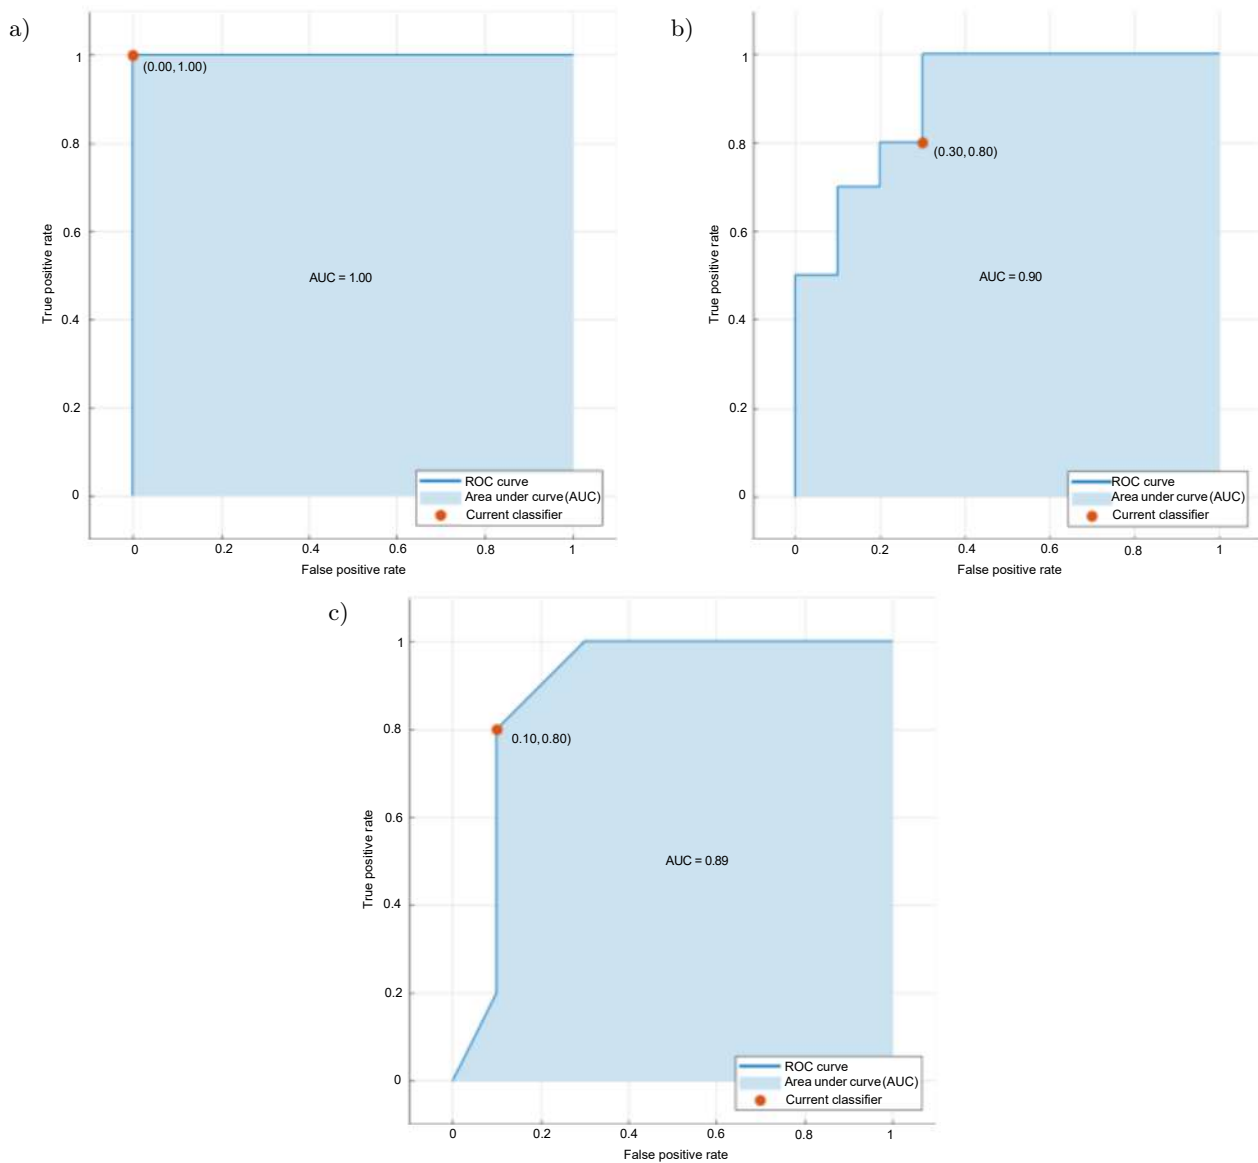 a)
1
(0.00, 1.00)
0.8
0.6
True positive rate
AUC = 1.00
0.4
0.2
0
ROC curve
Area under curve (AUC)
Current classifier
0 0.2 0.4 0.6 0.8 1
False positive rate
b)
1
0.8
(0.30, 0.80)
0.6
True positive rate
AUC = 0.90
0.4
0.2
0
ROC curve
Area under curve (AUC)
Current classifier
0 0.2 0.4 0.6 0.8 1
False positive rate
c)
1
0.8
0.10, 0.80)
0.6
True positive rate
AUC = 0.89
0.4
0.2
0
ROC curve
Area under curve (AUC)
Current classifier
0 0.2 0.4 0.6 0.8 1
False positive rate